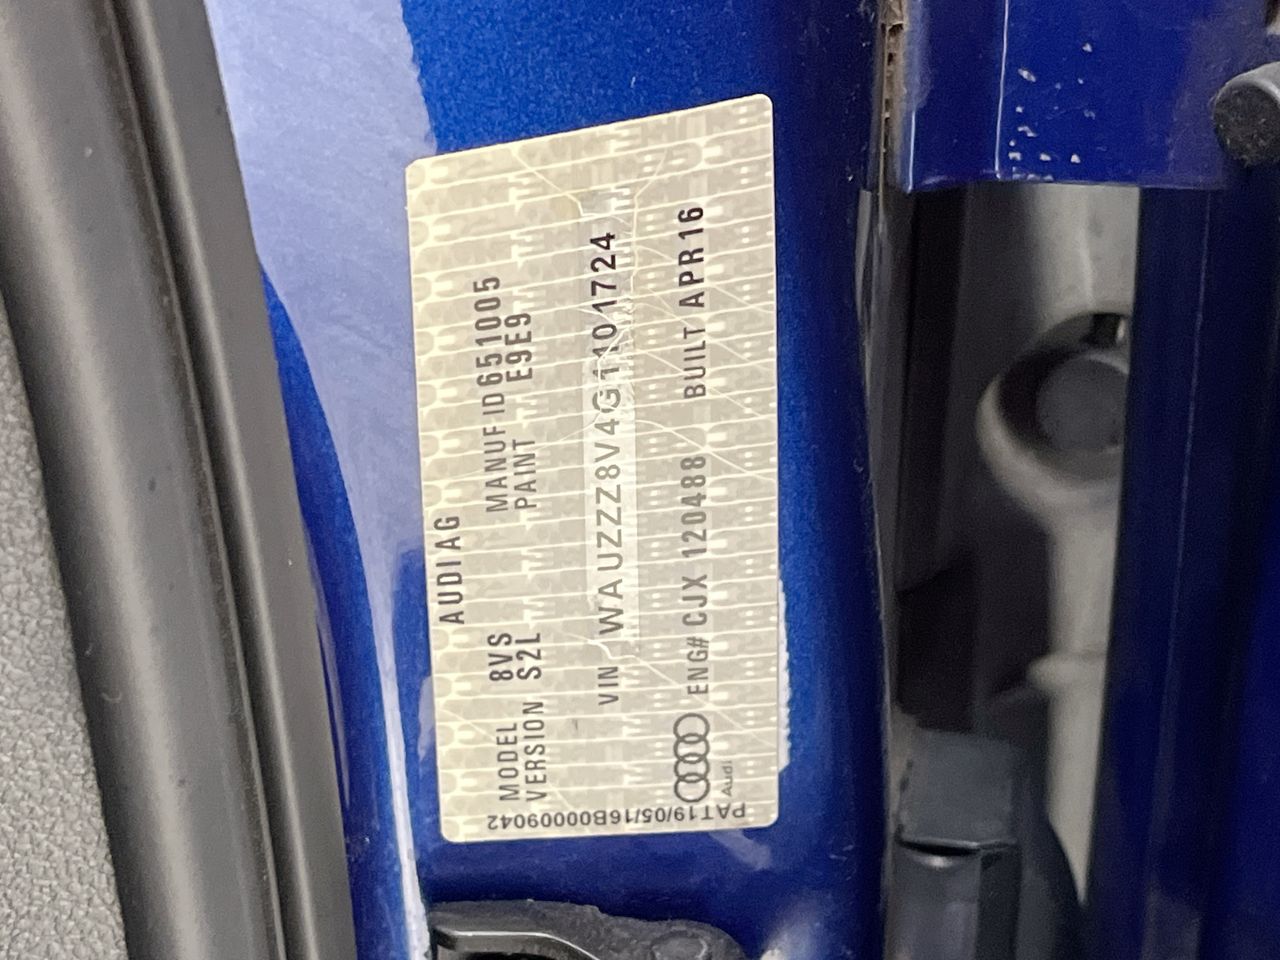 AUDI AG
MODEL 8VS MANUF ID 651005
VERSION S2L PAINT E9E9
VIN WAUZZZ8V4G1101724
ENG# CJX 120488 BUILT APR16
Audi
PAT19/05/16B000009042